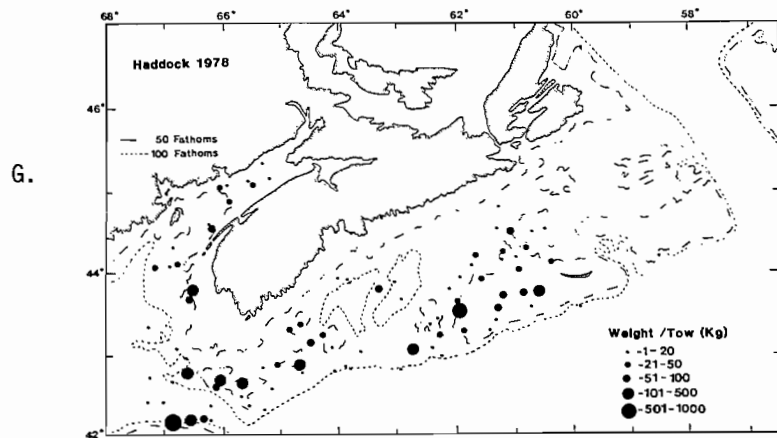 68° 66° 64° 62° 60° 58°
Haddock 1978
46°
50 Fathoms
100 Fathoms
G.
44°
Weight /Tow (Kg)
-1-20
-21-50
-51-100
-101-500
-501-1000
42°